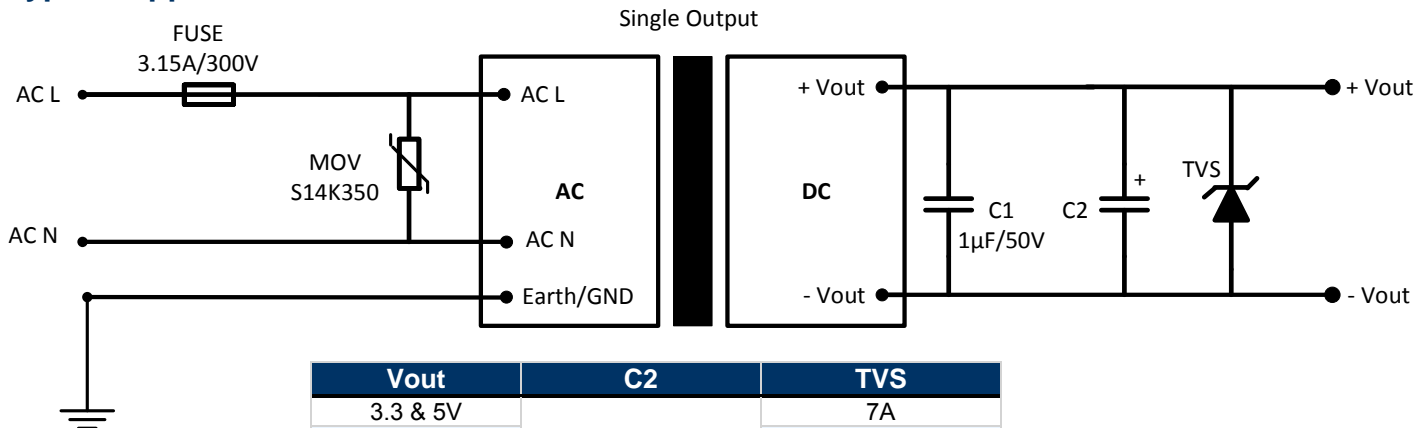 Single Output
FUSE
3.15A/300V
AC L
AC L
+ Vout
+ Vout
MOV
S14K350
AC
DC
C1
1µF/50V
C2
+
TVS
AC N
AC N
Earth/GND
- Vout
- Vout
Vout C2 TVS
3.3 & 5V 7A